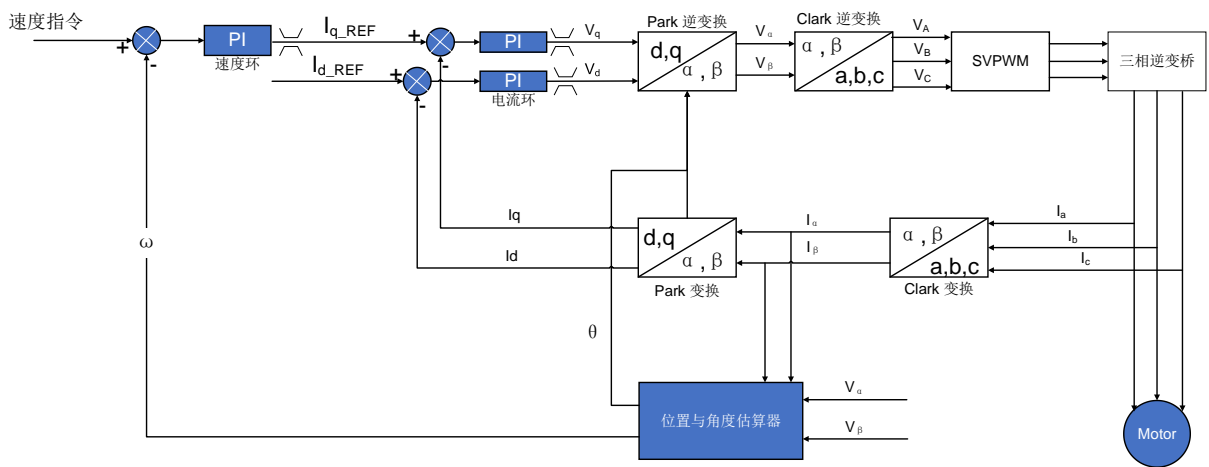 速度指令
+
-
PI
速度环
I_q_REF
+
-
PI
V_q
I_d_REF
+
-
PI
电流环
V_d
Park 逆变换
d,q
α , β
V_α
V_β
Clark 逆变换
α , β
a,b,c
V_A
V_B
V_C
SVPWM
三相逆变桥
Iq
Id
d,q
α , β
Park 变换
I_α
I_β
α , β
a,b,c
Clark 变换
I_a
I_b
I_c
ω
θ
位置与角度估算器
V_α
V_β
Motor